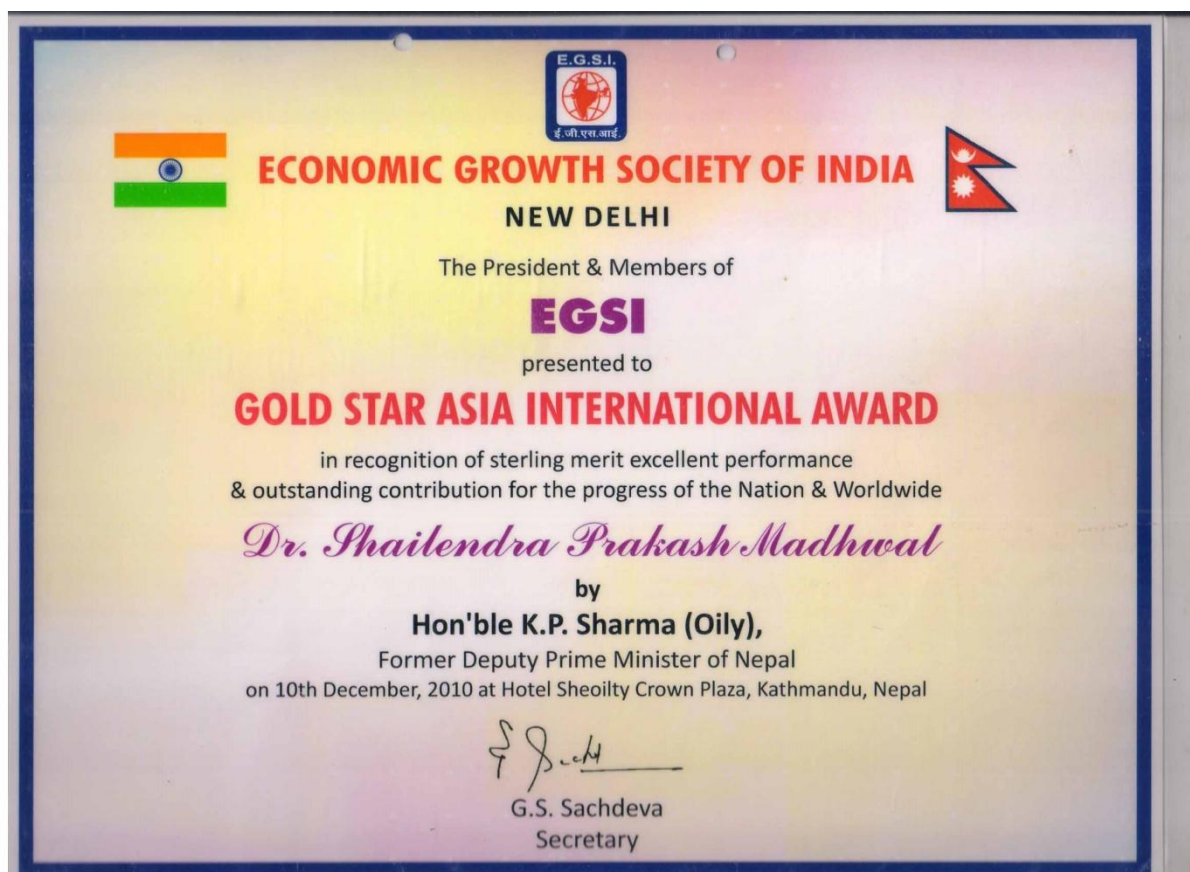 E.G.S.I.
ई.जी.एस.आई.
ECONOMIC GROWTH SOCIETY OF INDIA
NEW DELHI
The President & Members of
EGSI
presented to
GOLD STAR ASIA INTERNATIONAL AWARD
in recognition of sterling merit excellent performance
& outstanding contribution for the progress of the Nation & Worldwide
Dr. Shailendra Prakash Madhwal
by
Hon'ble K.P. Sharma (Oily),
Former Deputy Prime Minister of Nepal
on 10th December, 2010 at Hotel Sheoilty Crown Plaza, Kathmandu, Nepal
G.S. Sachdeva
Secretary